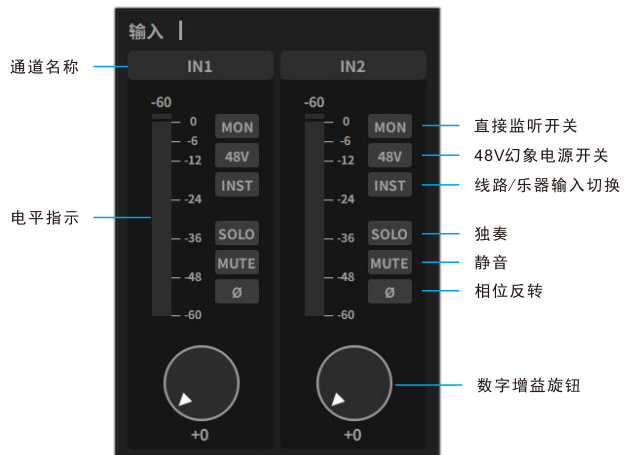 输入
通道名称
IN1
IN2
-60
-60
0
MON
0
MON
直接监听开关
-6
-6
-12
48V
-12
48V
48V幻象电源开关
INST
INST
线路/乐器输入切换
-24
-24
电平指示
-36
SOLO
-36
SOLO
独奏
MUTE
MUTE
静音
-48
-48
Ø
Ø
相位反转
-60
-60
数字增益旋钮
+0
+0